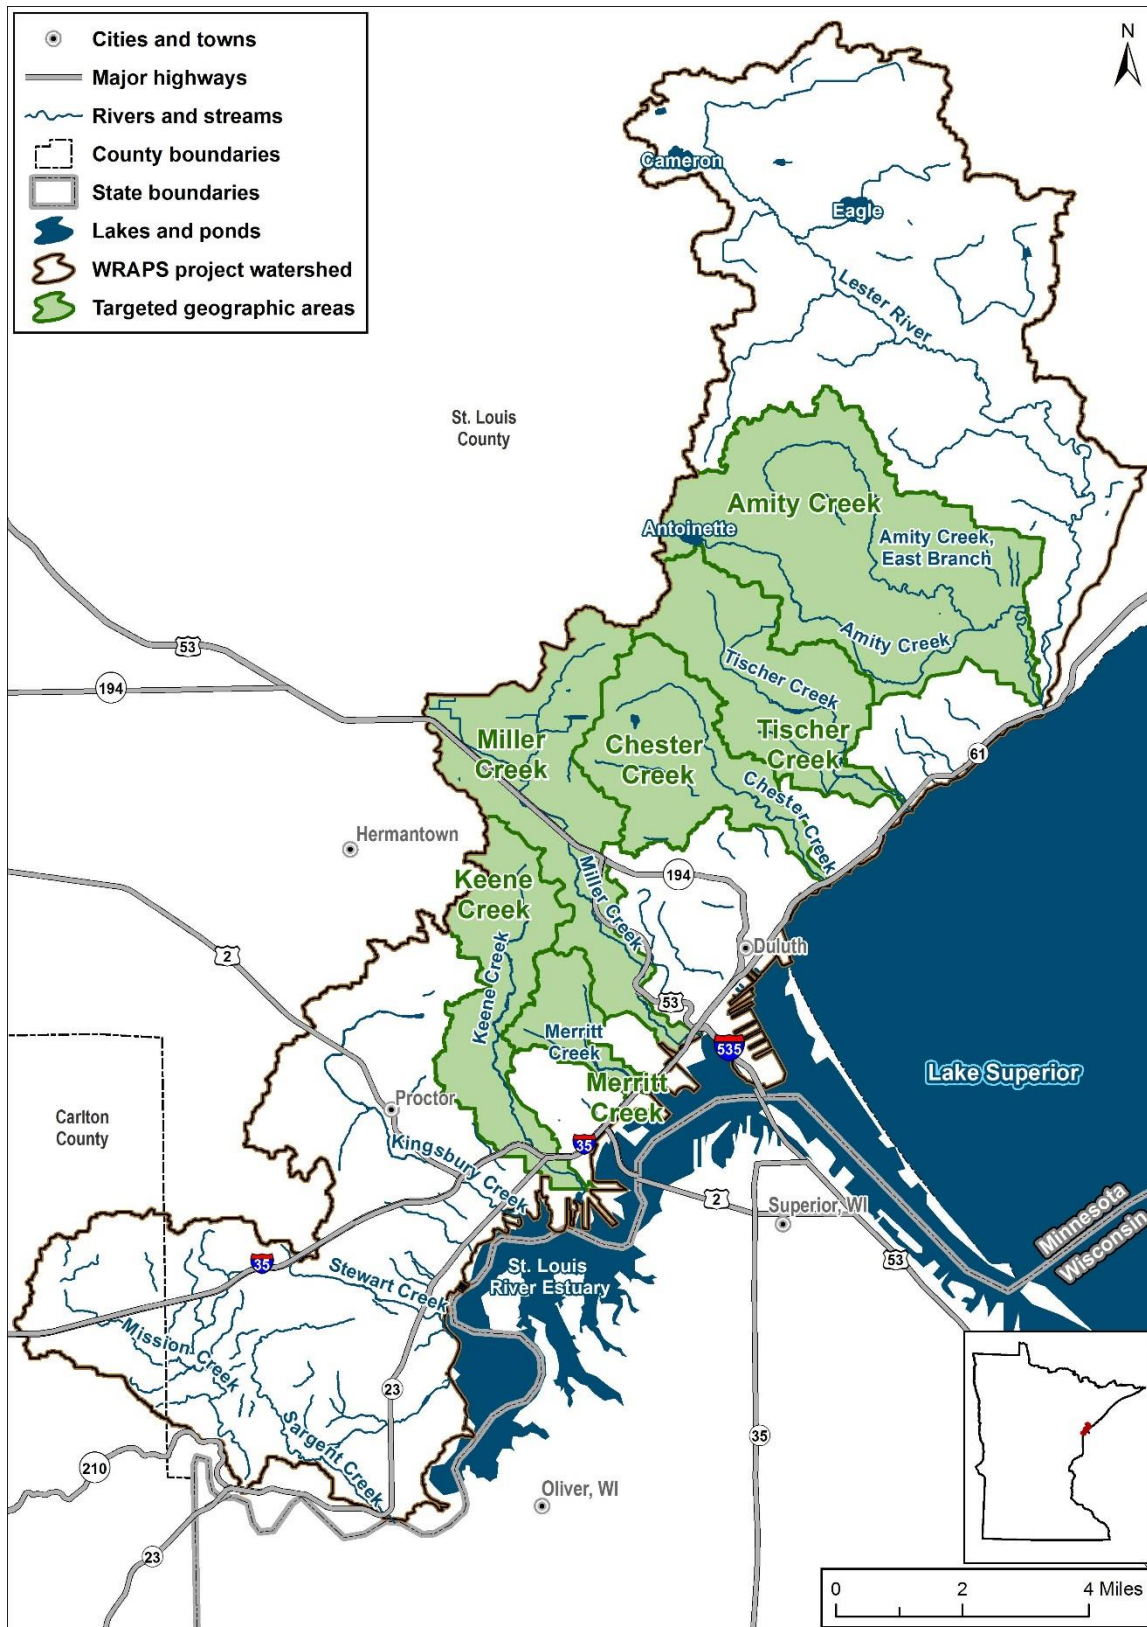 Cities and towns
Major highways
Rivers and streams
County boundaries
State boundaries
Lakes and ponds
WRAPS project watershed
Targeted geographic areas
N
Cameron
Eagle
Lester River
St. Louis
County
Amity Creek
Antoinette
Amity Creek,
East Branch
Amity Creek
53
194
Tischer Creek
Miller
Creek
Chester
Creek
Tischer
Creek
61
Chester Creek
Hermantown
Miller Creek
194
Keene
Creek
2
Duluth
Keene Creek
53
Merritt
Creek
535
Lake Superior
Merritt
Creek
Proctor
Carlton
County
35
Kingsbury Creek
2
Superior, WI
Minnesota
Wisconsin
53
35
St. Louis
River Estuary
Stewart Creek
Mission Creek
23
Sargent Creek
35
210
Oliver, WI
23
0 2 4 Miles